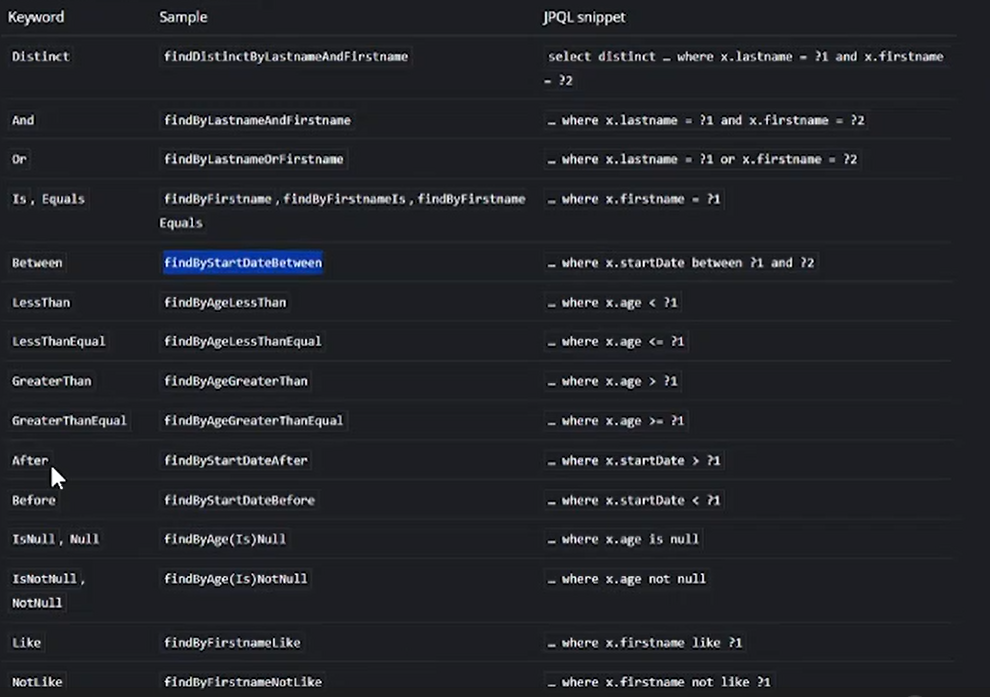 Keyword Sample JPQL snippet
Distinct findDistinctByLastnameAndFirstname select distinct … where x.lastname = ?1 and x.firstname
= ?2
And findByLastnameAndFirstname … where x.lastname = ?1 and x.firstname = ?2
Or findByLastnameOrFirstname … where x.lastname = ?1 or x.firstname = ?2
Is, Equals findByFirstname,findByFirstnameIs,findByFirstname … where x.firstname = ?1
Equals
Between findByStartDateBetween … where x.startDate between ?1 and ?2
LessThan findByAgeLessThan … where x.age < ?1
LessThanEqual findByAgeLessThanEqual … where x.age <= ?1
GreaterThan findByAgeGreaterThan … where x.age > ?1
GreaterThanEqual findByAgeGreaterThanEqual … where x.age >= ?1
After findByStartDateAfter … where x.startDate > ?1
Before findByStartDateBefore … where x.startDate < ?1
IsNull, Null findByAge(Is)Null … where x.age is null
IsNotNull, findByAge(Is)NotNull … where x.age not null
NotNull
Like findByFirstnameLike … where x.firstname like ?1
NotLike findByFirstnameNotLike … where x.firstname not like ?1